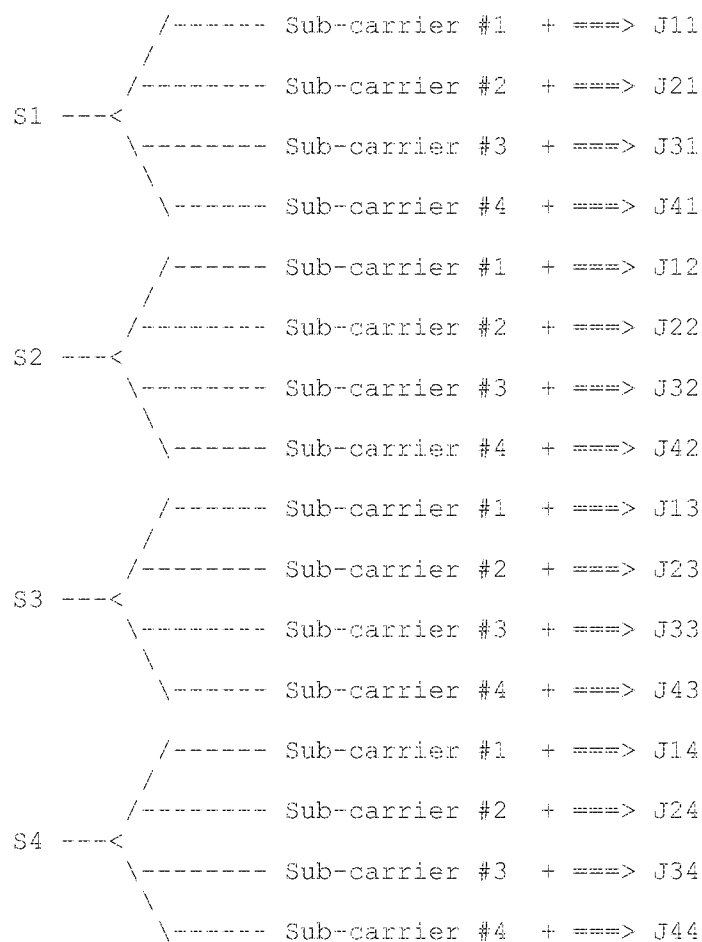 Sub-carrier #1 + ===> J11
Sub-carrier #2 + ===> J21
S1 ---<
Sub-carrier #3 + ===> J31
Sub-carrier #4 + ===> J41
Sub-carrier #1 + ===> J12
Sub-carrier #2 + ===> J22
S2 ---<
Sub-carrier #3 + ===> J32
Sub-carrier #4 + ===> J42
Sub-carrier #1 + ===> J13
Sub-carrier #2 + ===> J23
S3 ---<
Sub-carrier #3 + ===> J33
Sub-carrier #4 + ===> J43
Sub-carrier #1 + ===> J14
Sub-carrier #2 + ===> J24
S4 ---<
Sub-carrier #3 + ===> J34
Sub-carrier #4 + ===> J44